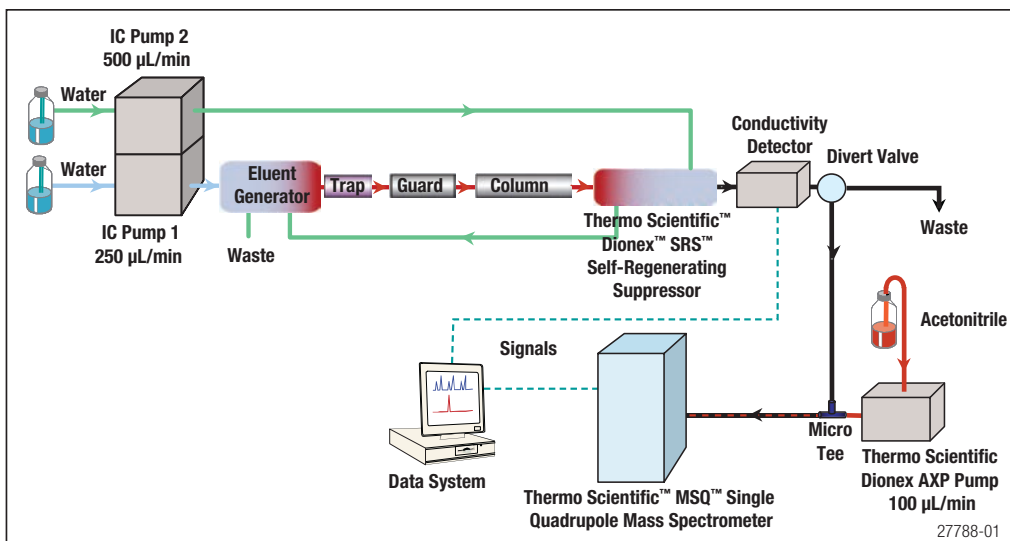 IC Pump 2
500 µL/min
Water
Water
IC Pump 1
250 µL/min
Eluent
Generator
Trap
Guard
Column
Waste
Thermo Scientific™
Dionex™ SRS™
Self-Regenerating
Suppressor
Conductivity
Detector
Divert Valve
Waste
Acetonitrile
Signals
Data System
Thermo Scientific™ MSQ™ Single
Quadrupole Mass Spectrometer
Micro
Tee
Thermo Scientific
Dionex AXP Pump
100 µL/min
27788-01